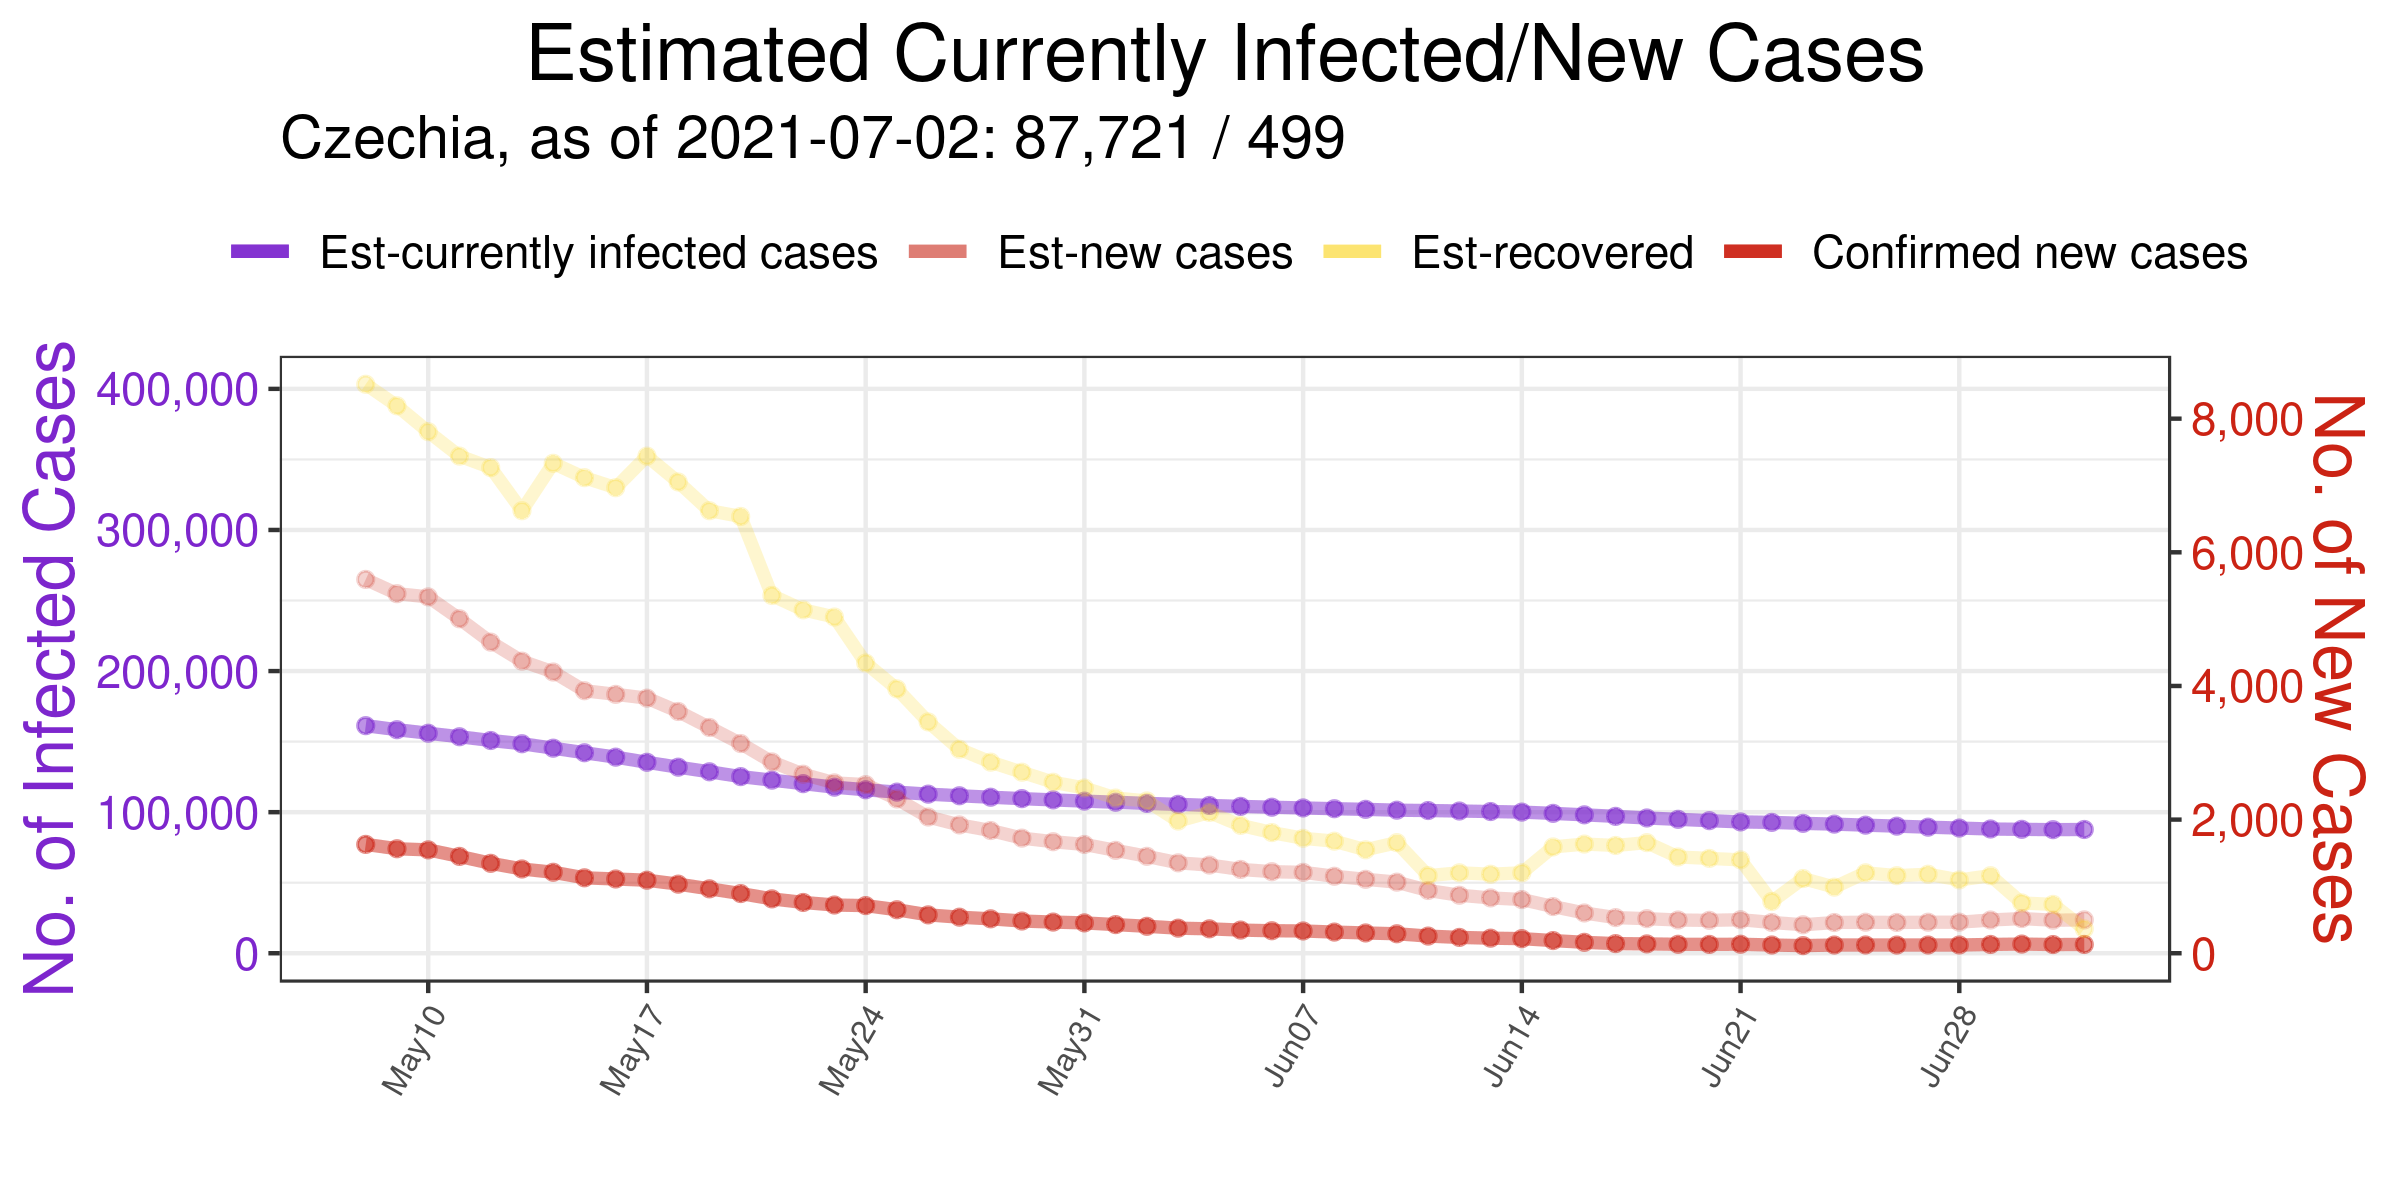 Estimated Currently Infected/New Cases
Czechia, as of 2021-07-02: 87,721 / 499
Est-currently infected cases Est-new cases Est-recovered Confirmed new cases
No. of Infected Cases
400,000
300,000
200,000
100,000
0
8,000
6,000
4,000
2,000
0
No. of New Cases
May10 May17 May24 May31 Jun07 Jun14 Jun21 Jun28